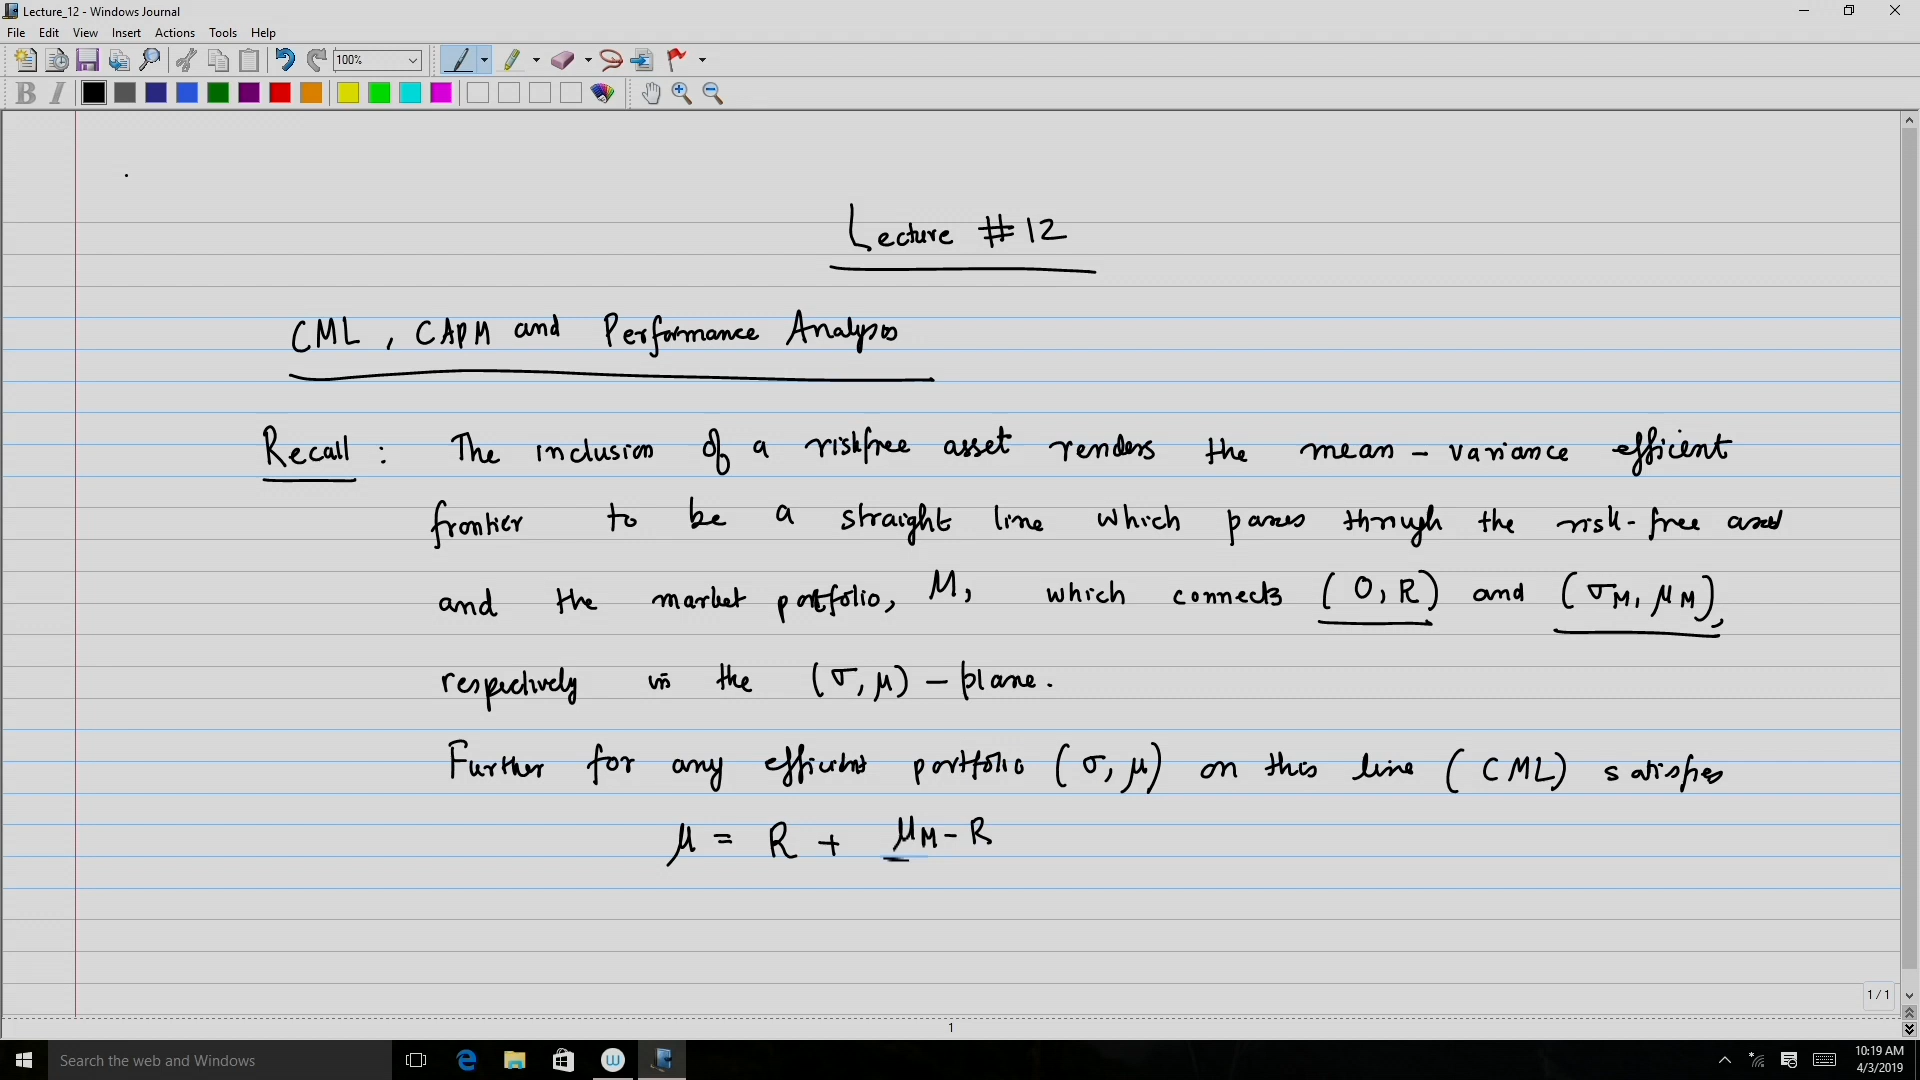 Lecture_12 - Windows Journal
File Edit View Insert Actions Tools Help
100%
B I
Lecture #12
CML, CAPM and Performance Analysis
Recall : The inclusion of a riskfree asset renders the mean - variance efficient
frontier to be a straight line which passes through the risk-free asset
and the market portfolio, M, which connects (0, R) and (σM, μM),
respectively in the (σ, μ) - plane.
Further for any efficient portfolio (σ, μ) on this line (CML) satisfies
μ = R + μM - R
1 / 1
1
Search the web and Windows
10:19 AM
4/3/2019